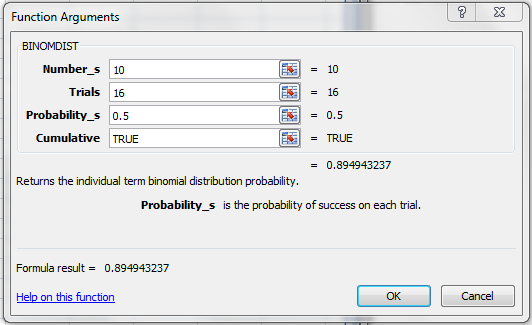 Function Arguments
BINOMDIST
Number_s 10 = 10
Trials 16 = 16
Probability_s 0.5 = 0.5
Cumulative TRUE = TRUE
= 0.894943237
Returns the individual term binomial distribution probability.
Probability_s is the probability of success on each trial.
Formula result = 0.894943237
Help on this function OK Cancel